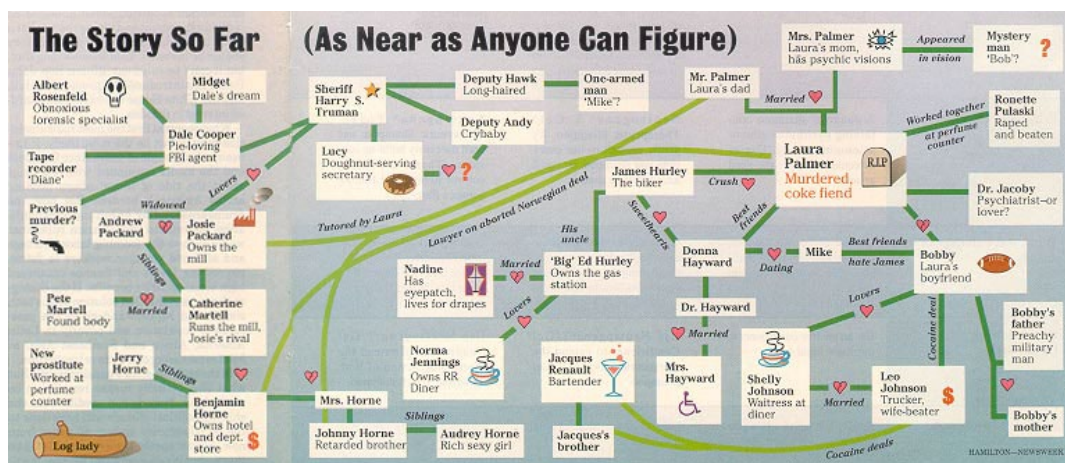 The Story So Far (As Near as Anyone Can Figure)
Albert
Rosenfeld
Obnoxious
forensic specialist
Midget
Dale's dream
Dale Cooper
Pie-loving
FBI agent
Tape
recorder
'Diane'
Previous
murder?
Sheriff
Harry S.
Truman
Deputy Hawk
Long-haired
One-armed
man
'Mike'?
Deputy Andy
Crybaby
Lucy
Doughnut-serving
secretary
?
Lovers
Mr. Palmer
Laura's dad
Married
Mrs. Palmer
Laura's mom,
has psychic visions
Appeared
in vision
Mystery
man
'Bob'?
?
Laura
Palmer
Murdered,
coke fiend
R.I.P
Worked together
at perfume
counter
Ronette
Pulaski
Raped
and beaten
Dr. Jacoby
Psychiatrist–or
lover?
James Hurley
The biker
Crush
Sweethearts
Best
friends
Widowed
Andrew
Packard
Josie
Packard
Owns the
mill
Siblings
Tutored by Laura
Lawyer on aborted Norwegian deal
His
uncle
Pete
Martell
Found body
Married
Catherine
Martell
Runs the mill,
Josie's rival
Nadine
Has
eyepatch,
lives for drapes
Married
'Big' Ed Hurley
Owns the gas
station
Lovers
Norma
Jennings
Owns RR
Diner
Donna
Hayward
Dating
Mike
Best friends
hate James
Bobby
Laura's
boyfriend
Dr. Hayward
Married
Mrs.
Hayward
Lovers
Cocaine deal
Bobby's
father
Preachy
military
man
Bobby's
mother
Shelly
Johnson
Waitress at
diner
Married
Leo
Johnson
Trucker,
wife-beater
$
Jacques
Renault
Bartender
Jacques's
brother
Cocaine deals
New
prostitute
Worked at
perfume
counter
Jerry
Horne
Siblings
Benjamin
Horne
Owns hotel
and dept.
store
$
Mrs. Horne
Johnny Horne
Retarded brother
Siblings
Audrey Horne
Rich sexy girl
Log lady
HAMILTON—NEWSWEEK